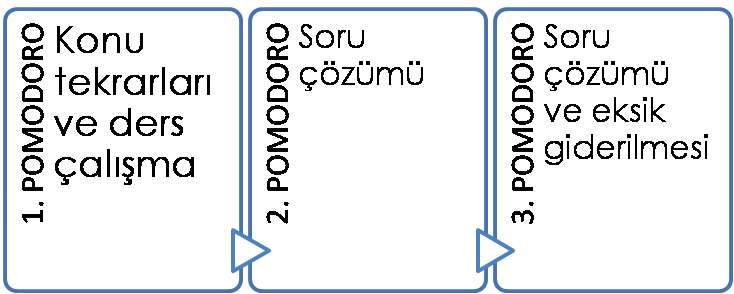 1. POMODORO
Konu
tekrarları
ve ders
çalışma
2. POMODORO
Soru
çözümü
3. POMODORO
Soru
çözümü
ve eksik
giderilmesi